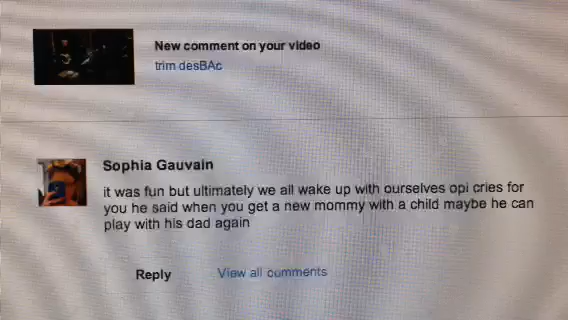 New comment on your video
trim desBAc
Sophia Gauvain
it was fun but ultimately we all wake up with ourselves opi cries for
you he said when you get a new mommy with a child maybe he can
play with his dad again
Reply View all comments